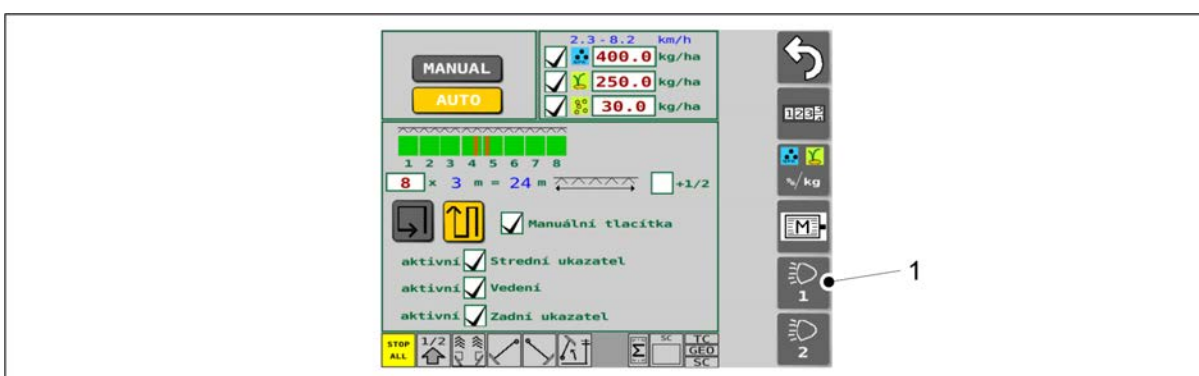 2.3 - 8.2 km/h
MANUAL
400.0 kg/ha
AUTO
250.0 kg/ha
30.0 kg/ha
1 2 3 4 5 6 7 8
8 x 3 m = 24 m +1/2
Manuální tlacítka
aktivní Strední ukazatel
aktivní Vedení
aktivní Zadní ukazatel
STOP ALL
1/2
Σ
SC
TC
GEO
SC
%/kg
M
1
2
1